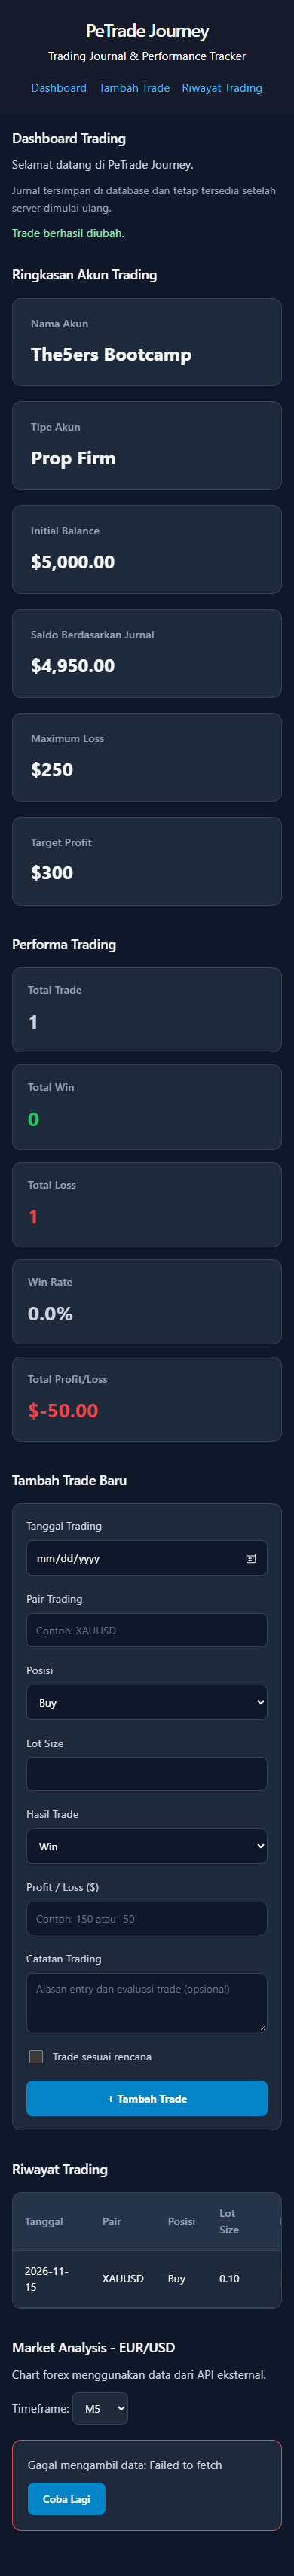 PeTrade Journey
Trading Journal & Performance Tracker
Dashboard Tambah Trade Riwayat Trading
Dashboard Trading
Selamat datang di PeTrade Journey.
Jurnal tersimpan di database dan tetap tersedia setelah
server dimulai ulang.
Trade berhasil diubah.
Ringkasan Akun Trading
Nama Akun
The5ers Bootcamp
Tipe Akun
Prop Firm
Initial Balance
$5,000.00
Saldo Berdasarkan Jurnal
$4,950.00
Maximum Loss
$250
Target Profit
$300
Performa Trading
Total Trade
1
Total Win
0
Total Loss
1
Win Rate
0.0%
Total Profit/Loss
$-50.00
Tambah Trade Baru
Tanggal Trading
mm/dd/yyyy
Pair Trading
Contoh: XAUUSD
Posisi
Buy
Lot Size
Hasil Trade
Win
Profit / Loss ($)
Contoh: 150 atau -50
Catatan Trading
Alasan entry dan evaluasi trade (opsional)
Trade sesuai rencana
+ Tambah Trade
Riwayat Trading
Tanggal Pair Posisi Lot
Size
2026-11-
15 XAUUSD Buy 0.10
Market Analysis - EUR/USD
Chart forex menggunakan data dari API eksternal.
Timeframe: M5
Gagal mengambil data: Failed to fetch
Coba Lagi